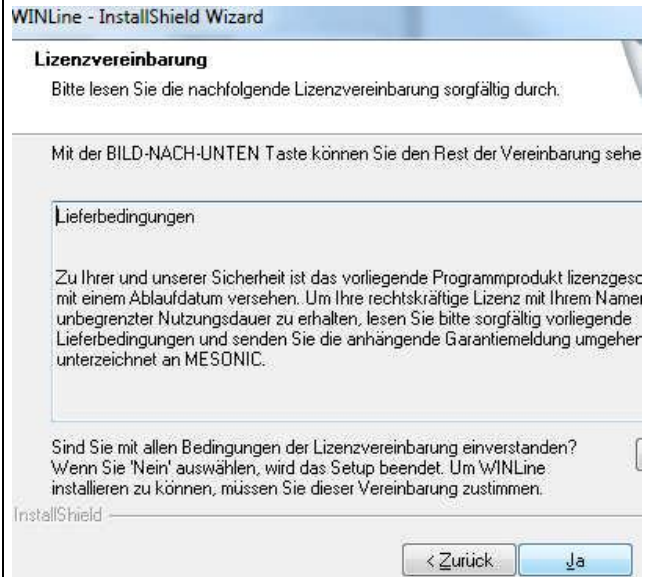 WINLine - InstallShield Wizard
Lizenzvereinbarung
Bitte lesen Sie die nachfolgende Lizenzvereinbarung sorgfältig durch.
Mit der BILD-NACH-UNTEN Taste können Sie den Rest der Vereinbarung sehe
Lieferbedingungen
Zu Ihrer und unserer Sicherheit ist das vorliegende Programmprodukt lizenzgesc
mit einem Ablaufdatum versehen. Um Ihre rechtskräftige Lizenz mit Ihrem Name
unbegrenzter Nutzungsdauer zu erhalten, lesen Sie bitte sorgfältig vorliegende
Lieferbedingungen und senden Sie die anhängende Garantiemeldung umgehen
unterzeichnet an MESONIC.
Sind Sie mit allen Bedingungen der Lizenzvereinbarung einverstanden?
Wenn Sie 'Nein' auswählen, wird das Setup beendet. Um WINLine
installieren zu können, müssen Sie dieser Vereinbarung zustimmen.
InstallShield
< Zurück
Ja